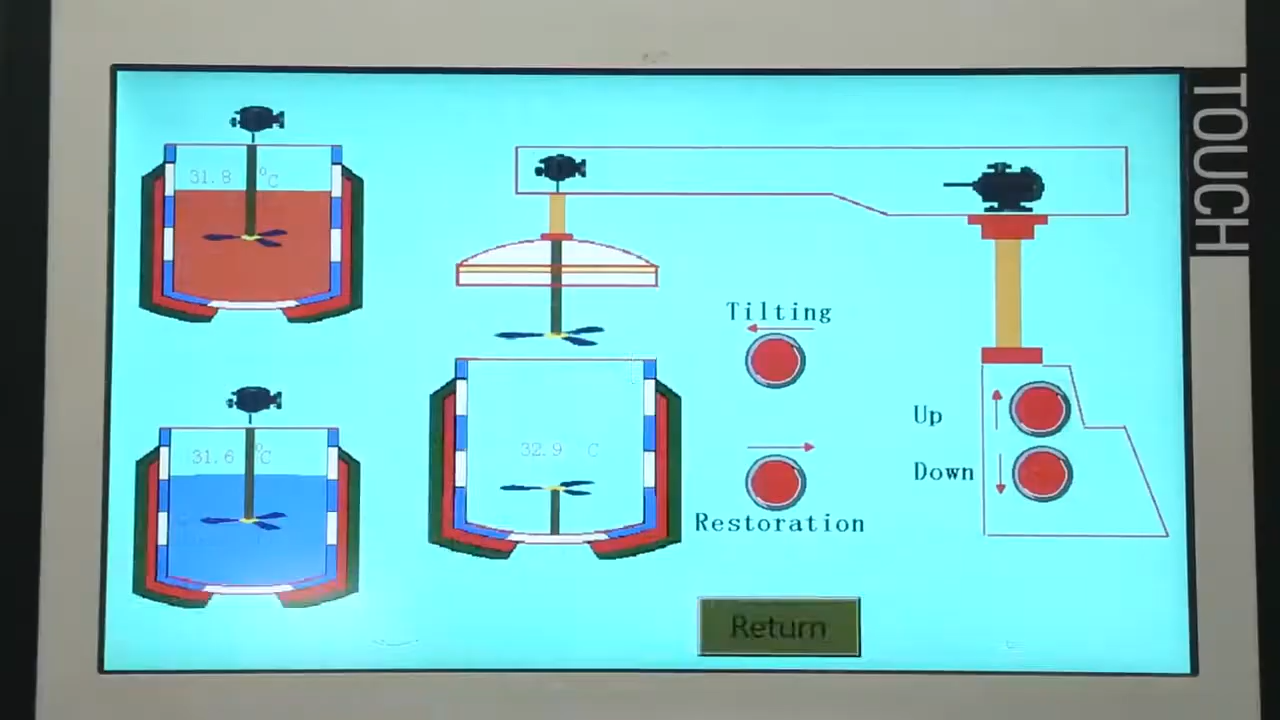 31.8 °C
TOUCH
Tilting
Up
31.6 °C
32.9 C
Down
Restoration
Return